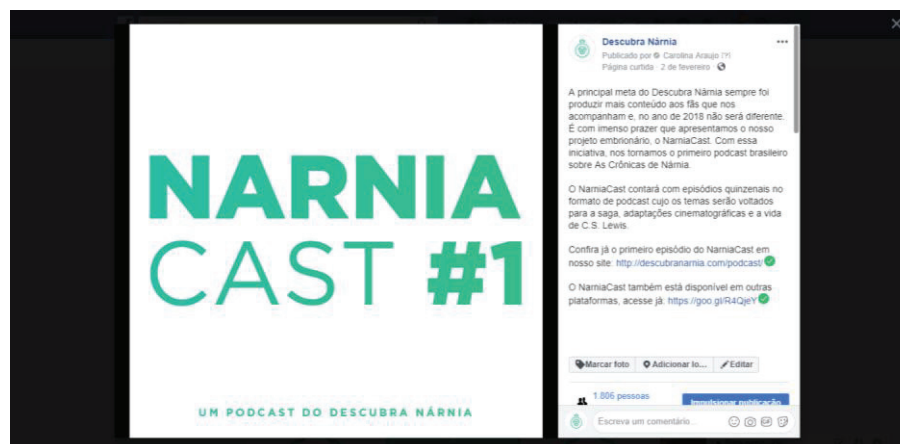 NARNIA
CAST #1
UM PODCAST DO DESCUBRA NÁRNIA
Descubra Nárnia
Publicado por Carolina Araujo [?]
Página curtida · 2 de fevereiro ·
A principal meta do Descubra Nárnia sempre foi
produzir mais conteúdo aos fãs que nos
acompanham e, no ano de 2018 não será diferente.
É com imenso prazer que apresentamos o nosso
projeto embrionário, o NarniaCast. Com essa
iniciativa, nos tornamos o primeiro podcast brasileiro
sobre As Crônicas de Nárnia.
O NarniaCast contará com episódios quinzenais no
formato de podcast cujo os temas serão voltados
para a saga, adaptações cinematográficas e a vida
de C.S. Lewis.
Confira já o primeiro episódio do NarniaCast em
nosso site: http://descubranarnia.com/podcast/
O NarniaCast também está disponível em outras
plataformas, acesse já: https://goo.gl/R4QjeY
Marcar foto Adicionar lo... Editar
1.806 pessoas
Impulsionar publicação
Escreva um comentário...
GIF